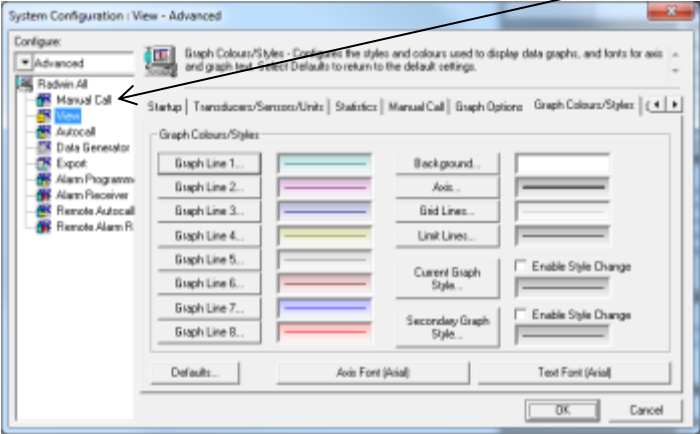 System Configuration : View - Advanced
Configure:
Advanced
Radwin All
Manual Call
View
Autocall
Data Generator
Export
Alarm Programm
Alarm Receiver
Remote Autocall
Remote Alarm R
Graph Colours/Styles - Configures the styles and colours used to display data graphs, and fonts for axis
and graph text. Select Defaults to return to the default settings.
Startup Transducers/Sensors/Units Statistics Manual Call Graph Options Graph Colours/Styles
Graph Colours/Styles
Graph Line 1...
Graph Line 2...
Graph Line 3...
Graph Line 4...
Graph Line 5...
Graph Line 6...
Graph Line 7...
Graph Line 8...
Background...
Axis...
Grid Lines...
Limit Lines...
Current Graph
Style...
Enable Style Change
Secondary Graph
Style...
Enable Style Change
Defaults... Axis Font (Arial) Text Font (Arial)
OK Cancel